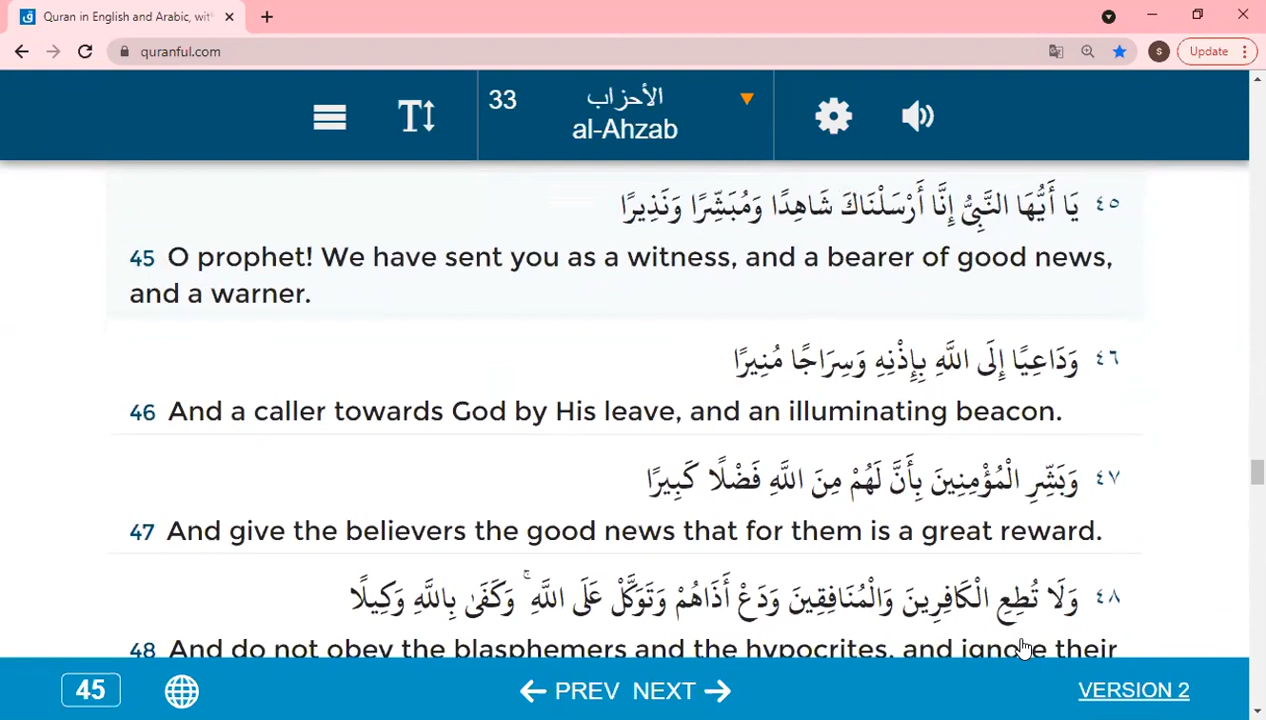 Quran in English and Arabic, wit
quranful.com
S
Update
T
33
الأحزاب
al-Ahzab
٤٥ يَا أَيُّهَا النَّبِيُّ إِنَّا أَرْسَلْنَاكَ شَاهِدًا وَمُبَشِّرًا وَنَذِيرًا
45 O prophet! We have sent you as a witness, and a bearer of good news,
and a warner.
٤٦ وَدَاعِيًا إِلَى اللَّهِ بِإِذْنِهِ وَسِرَاجًا مُنِيرًا
46 And a caller towards God by His leave, and an illuminating beacon.
٤٧ وَبَشِّرِ الْمُؤْمِنِينَ بِأَنَّ لَهُمْ مِنَ اللَّهِ فَضْلًا كَبِيرًا
47 And give the believers the good news that for them is a great reward.
٤٨ وَلَا تُطِعِ الْكَافِرِينَ وَالْمُنَافِقِينَ وَدَعْ أَذَاهُمْ وَتَوَكَّلْ عَلَى اللَّهِ ۚ وَكَفَىٰ بِاللَّهِ وَكِيلًا
48 And do not obey the blasphemers and the hypocrites, and ignore their
45
PREV NEXT
VERSION 2